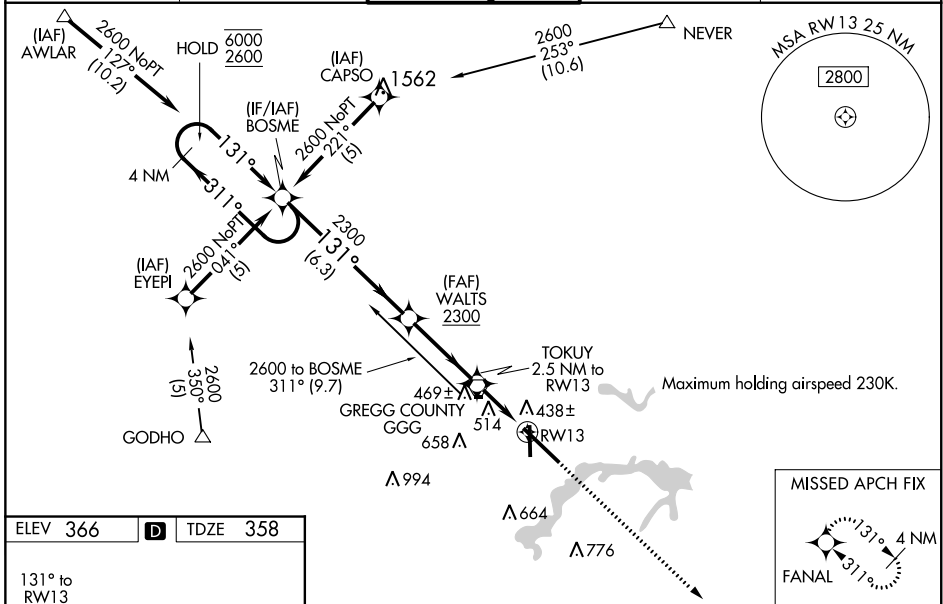 (IAF)
AWLAR
2600 NoPT
127°
(10.2)
HOLD
6000
2600
(IAF)
CAPSO
1562
2600
253°
(10.6)
NEVER
MSA RW13 25 NM
2800
(IF/IAF)
BOSME
2600 NoPT
221°
(5)
131°
4 NM
311°
2600 NoPT
041°
(5)
(IAF)
EYEPI
2300
131°
(6.3)
(FAF)
WALTS
2300
2600
350°
(5)
GODHO
2600 to BOSME
311° (9.7)
TOKUY
2.5 NM to
RW13
Maximum holding airspeed 230K.
469±
GREGG COUNTY
GGG
514
438±
RW13
658
994
664
776
MISSED APCH FIX
131°
4 NM
311°
FANAL
ELEV 366
D
TDZE 358
131° to
RW13